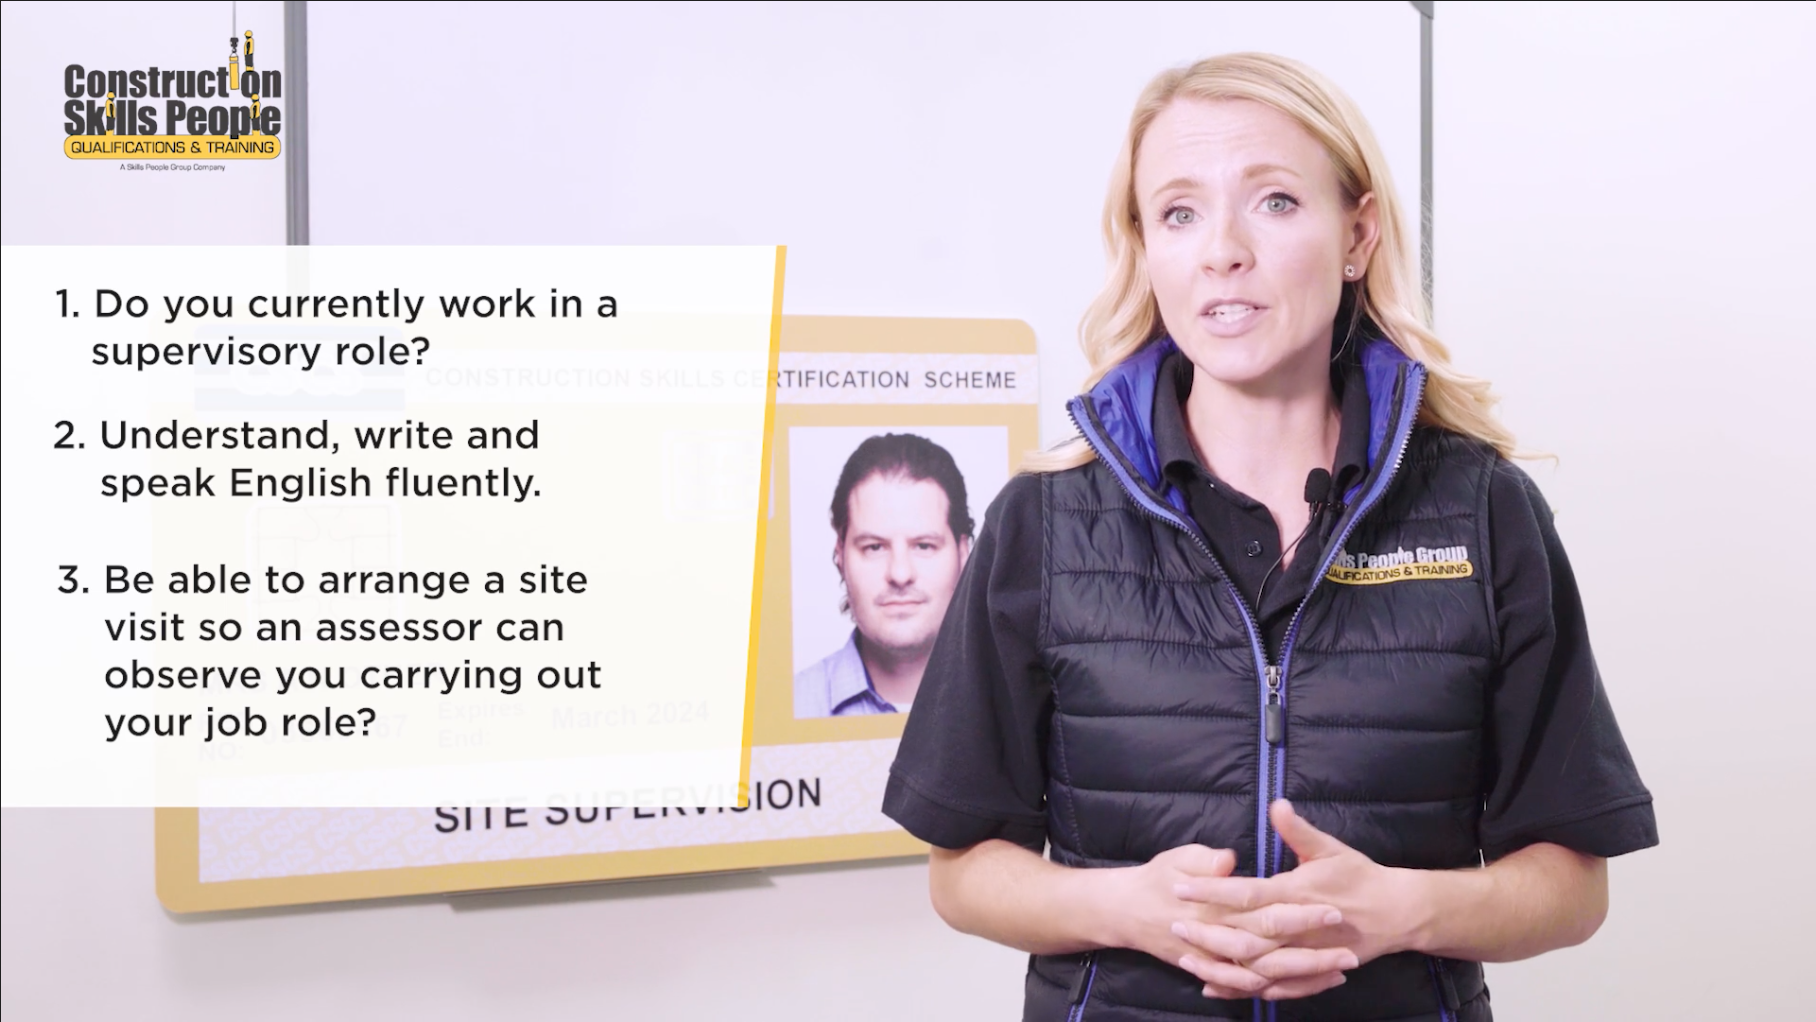 Construction
Skills People
QUALIFICATIONS & TRAINING
A Skills People Group Company
1. Do you currently work in a
supervisory role?
2. Understand, write and
speak English fluently.
3. Be able to arrange a site
visit so an assessor can
observe you carrying out
your job role?
CONSTRUCTION SKILLS CERTIFICATION SCHEME
Expires
End:
March 2024
NO:
SITE SUPERVISION
People Group
QUALIFICATIONS & TRAINING